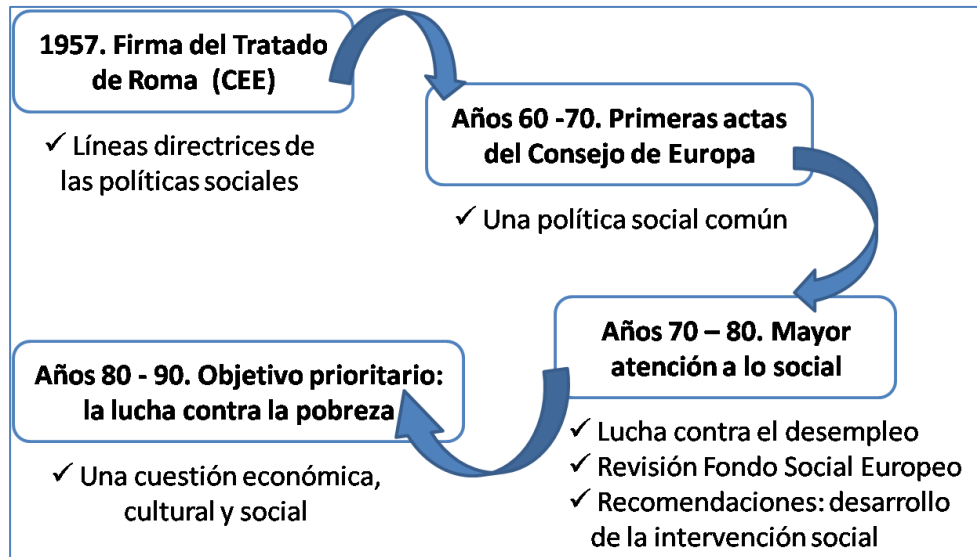 1957. Firma del Tratado
de Roma (CEE)
✓ Líneas directrices de
las políticas sociales
Años 60 -70. Primeras actas
del Consejo de Europa
✓ Una política social común
Años 70 – 80. Mayor
atención a lo social
✓ Lucha contra el desempleo
✓ Revisión Fondo Social Europeo
✓ Recomendaciones: desarrollo
de la intervención social
Años 80 - 90. Objetivo prioritario:
la lucha contra la pobreza
✓ Una cuestión económica,
cultural y social